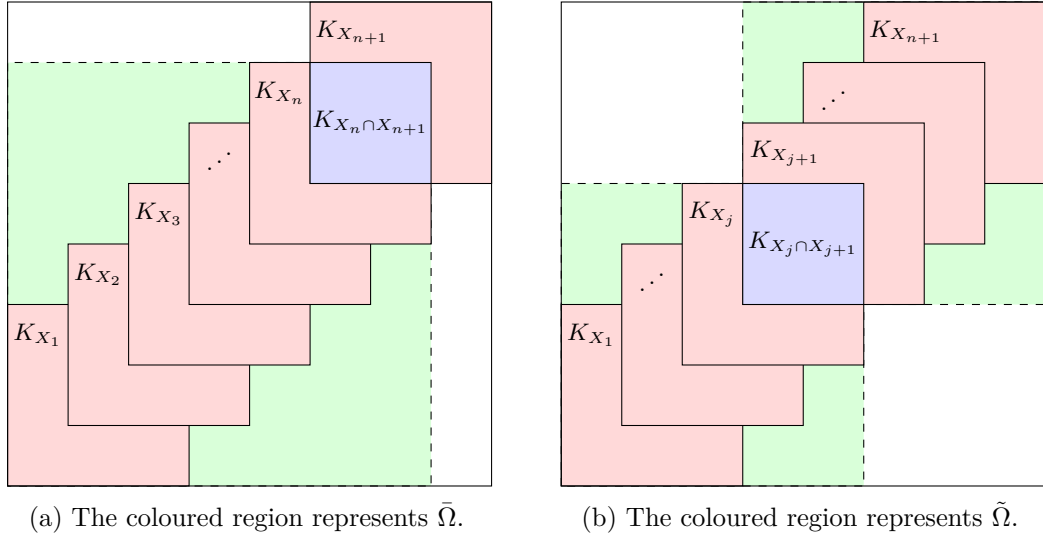 K_{X_{n+1}}
K_{X_n}
K_{X_n∩X_{n+1}}
⋰
K_{X_3}
K_{X_2}
K_{X_1}
(a) The coloured region represents Ω̄.
K_{X_{n+1}}
⋰
K_{X_{j+1}}
K_{X_j}
K_{X_j∩X_{j+1}}
⋰
K_{X_1}
(b) The coloured region represents Ω̃.